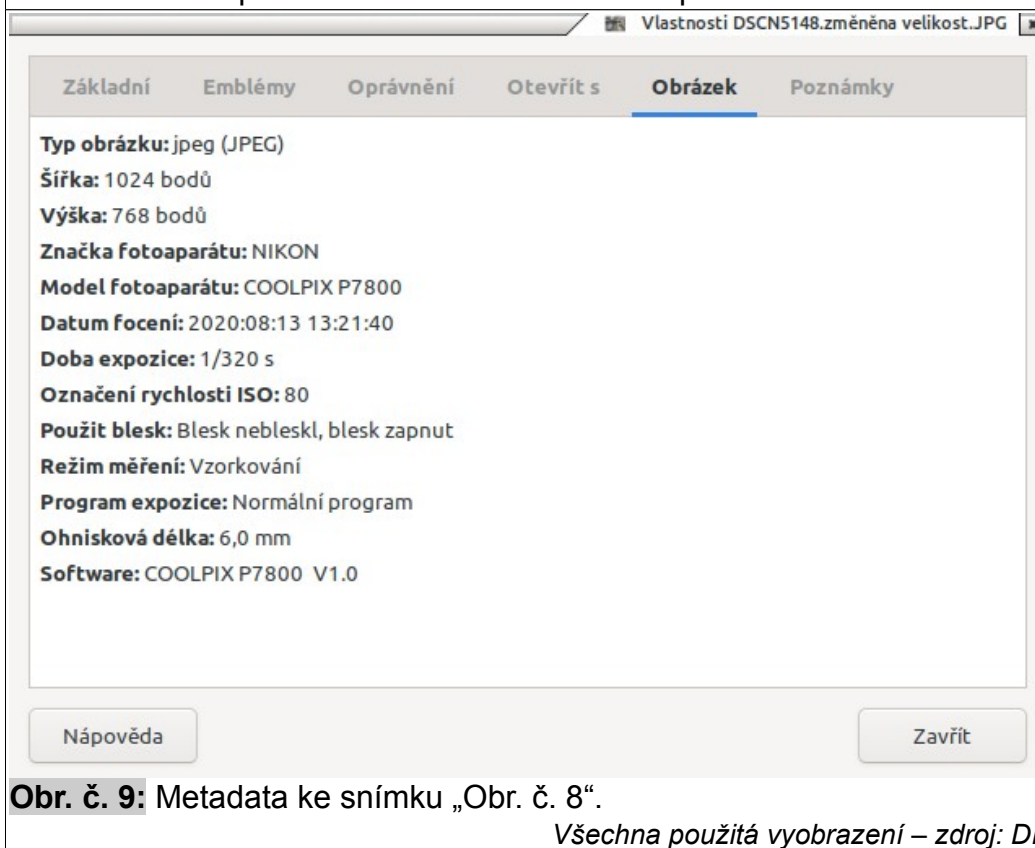 Vlastnosti DSCN5148.změněna velikost.JPG
Základní Emblémy Oprávnění Otevřít s Obrázek Poznámky
Typ obrázku: jpeg (JPEG)
Šířka: 1024 bodů
Výška: 768 bodů
Značka fotoaparátu: NIKON
Model fotoaparátu: COOLPIX P7800
Datum focení: 2020:08:13 13:21:40
Doba expozice: 1/320 s
Označení rychlosti ISO: 80
Použit blesk: Blesk nebleskl, blesk zapnut
Režim měření: Vzorkování
Program expozice: Normální program
Ohnisková délka: 6,0 mm
Software: COOLPIX P7800 V1.0
Nápověda Zavřít
Obr. č. 9: Metadata ke snímku „Obr. č. 8“.
Všechna použitá vyobrazení – zdroj: